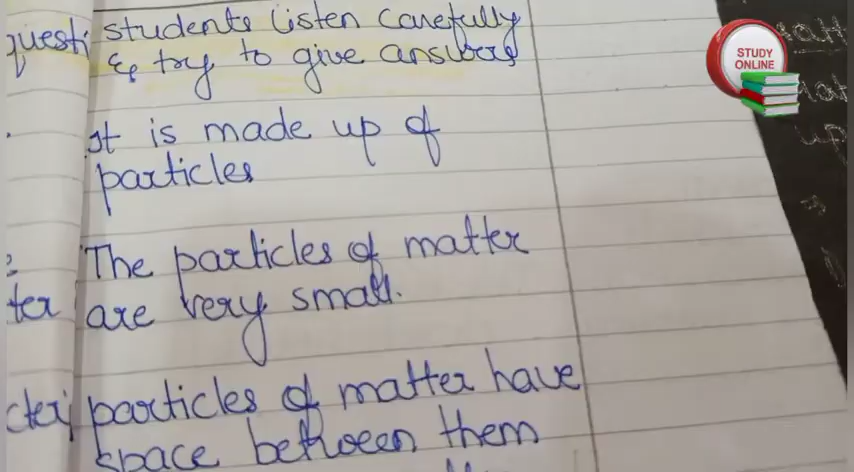 students listen carefully
& try to give answers
It is made up of
particles
The particles of matter
are very small.
particles of matter have
space between them
STUDY
ONLINE